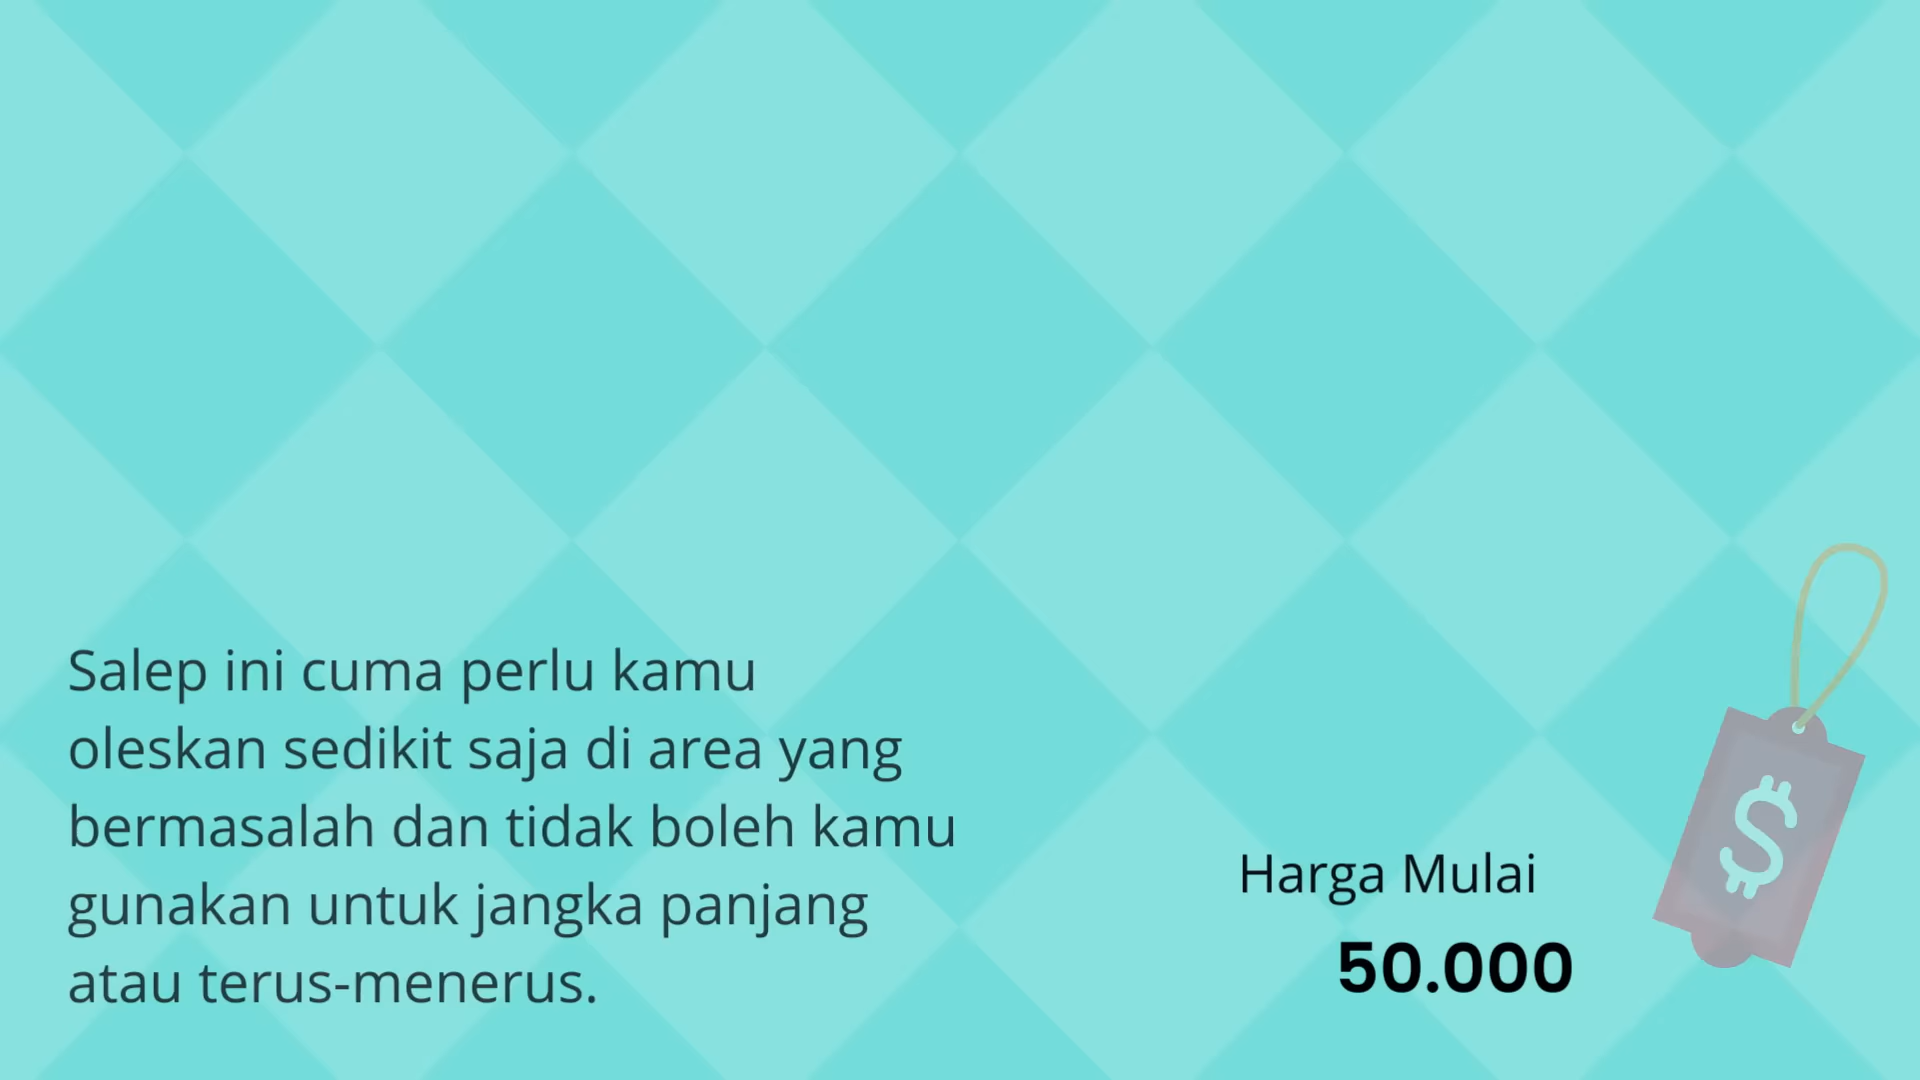 Salep ini cuma perlu kamu
oleskan sedikit saja di area yang
bermasalah dan tidak boleh kamu
gunakan untuk jangka panjang
atau terus-menerus.
Harga Mulai
50.000
$